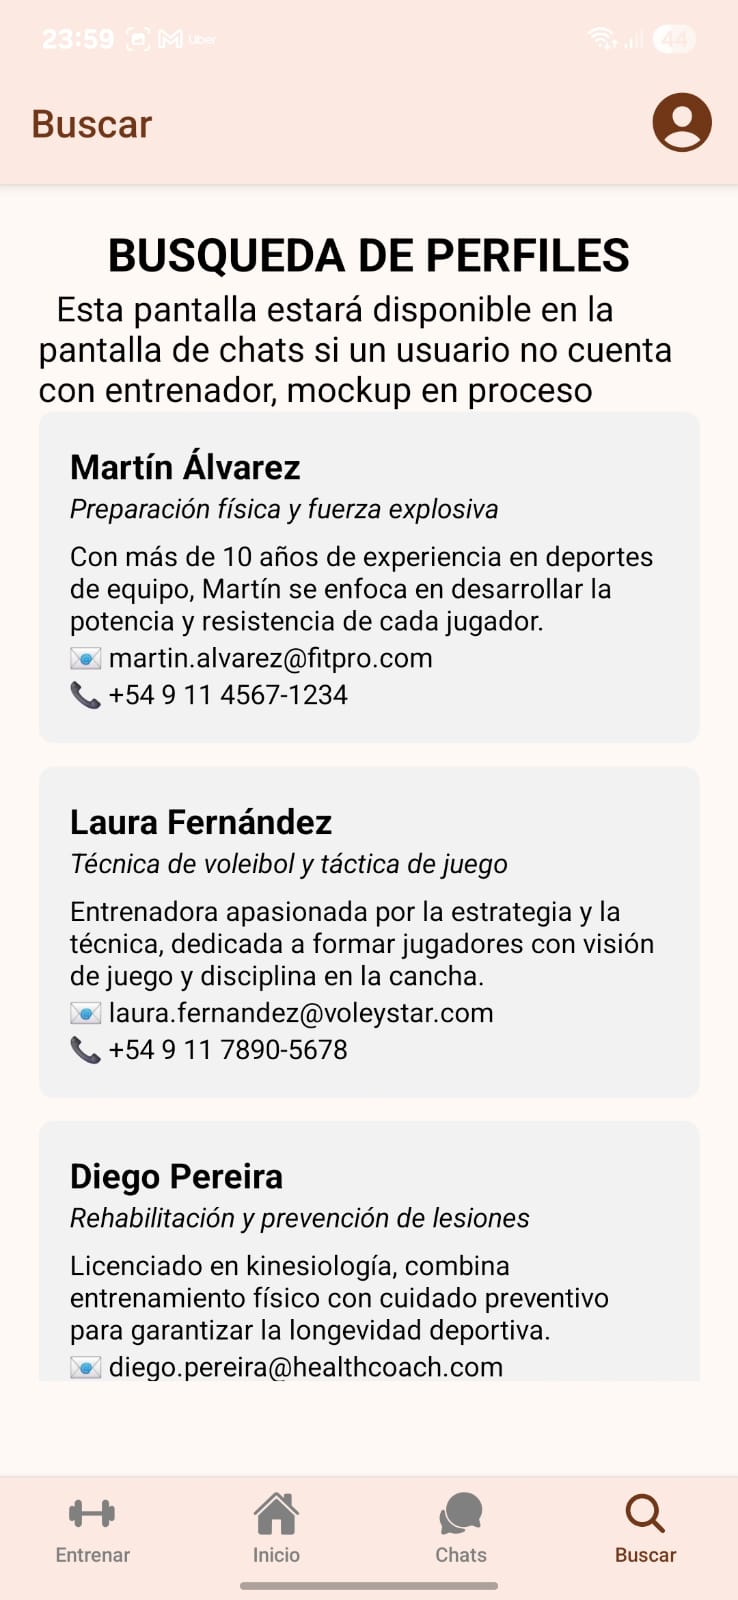 23:59 Uber 44
Buscar
BUSQUEDA DE PERFILES
Esta pantalla estará disponible en la
pantalla de chats si un usuario no cuenta
con entrenador, mockup en proceso
Martín Álvarez
Preparación física y fuerza explosiva
Con más de 10 años de experiencia en deportes
de equipo, Martín se enfoca en desarrollar la
potencia y resistencia de cada jugador.
📧 martin.alvarez@fitpro.com
📞 +54 9 11 4567-1234
Laura Fernández
Técnica de voleibol y táctica de juego
Entrenadora apasionada por la estrategia y la
técnica, dedicada a formar jugadores con visión
de juego y disciplina en la cancha.
📧 laura.fernandez@voleystar.com
📞 +54 9 11 7890-5678
Diego Pereira
Rehabilitación y prevención de lesiones
Licenciado en kinesiología, combina
entrenamiento físico con cuidado preventivo
para garantizar la longevidad deportiva.
📧 diego.pereira@healthcoach.com
Entrenar Inicio Chats Buscar